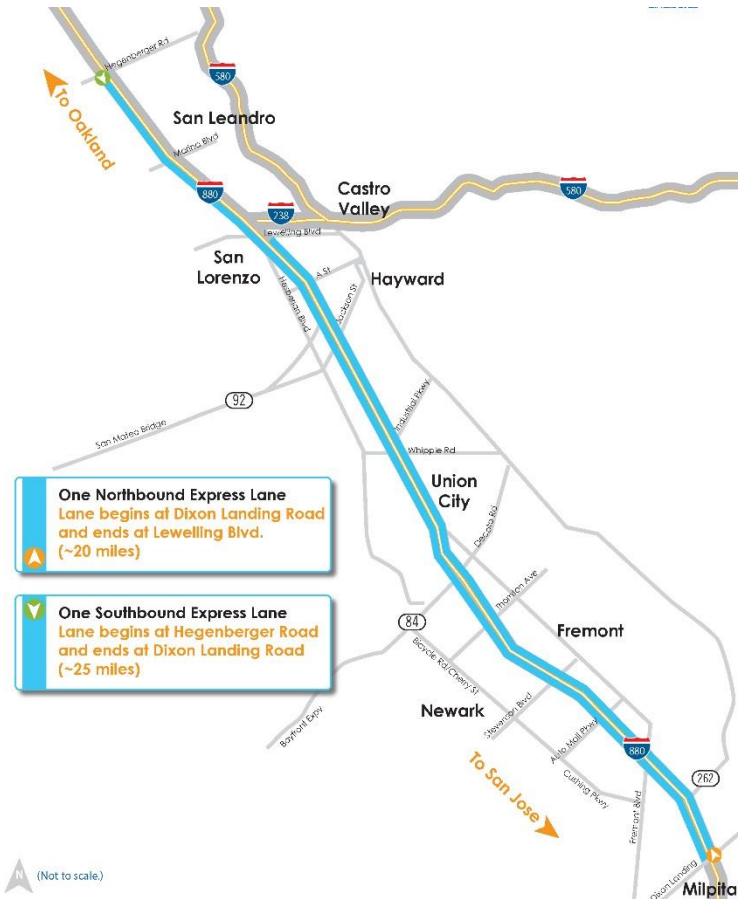 Hegenberger Rd
580
To Oakland
San Leandro
Marina Blvd
880
Castro
Valley
580
238
Lewelling Blvd
San
Lorenzo
A St
Hayward
Hesperian Blvd
Jackson St
92
San Mateo Bridge
Industrial Pkwy
Whipple Rd
Union
City
One Northbound Express Lane
Lane begins at Dixon Landing Road
and ends at Lewelling Blvd.
(~20 miles)
Decoto Rd
One Southbound Express Lane
Lane begins at Hegenberger Road
and ends at Dixon Landing Road
(~25 miles)
Thornton Ave
84
Fremont
Bicycle Rd/Cherry St
Newark
Stevenson Blvd
Bayfront Expy
Auto Mall Pkwy
880
To San Jose
262
Cushing Pkwy
Fremont Blvd
Dixon Landing
N
(Not to scale.)
Milpita